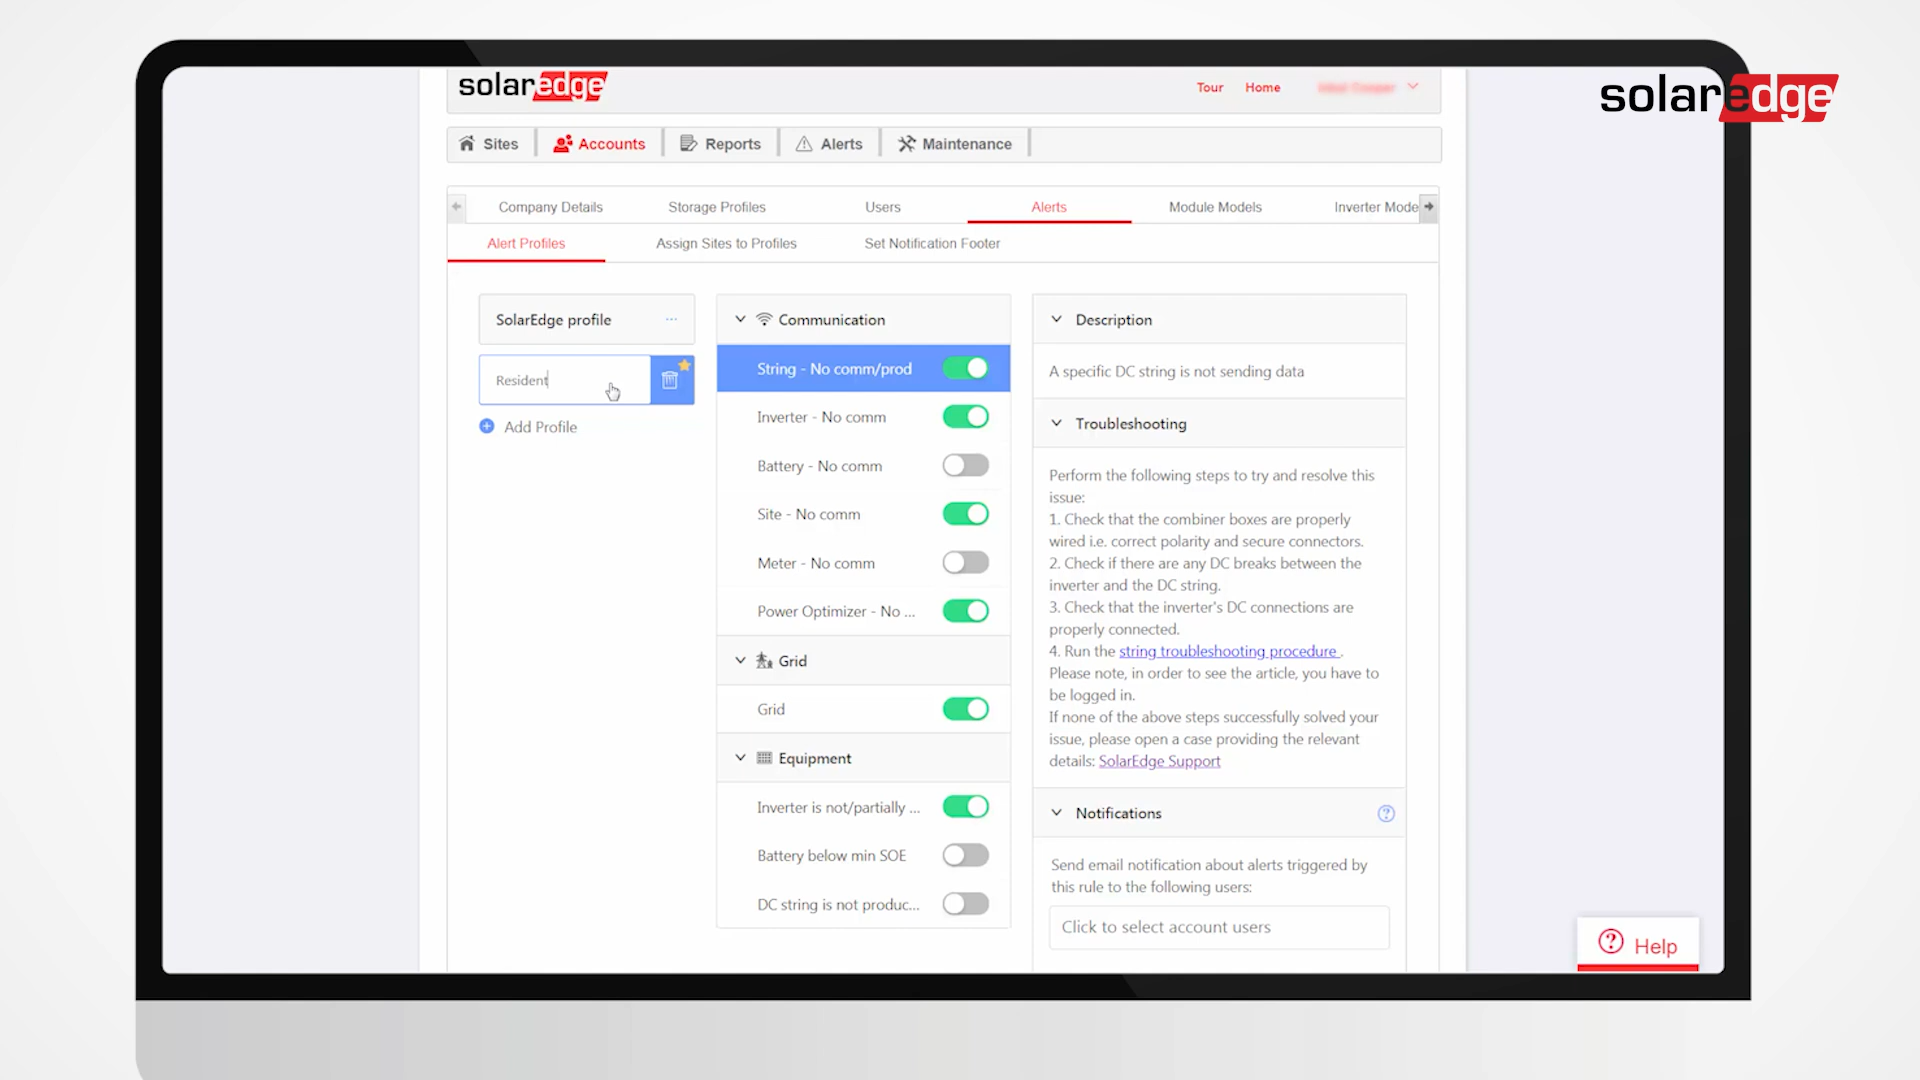 solaredge
Tour
Home
solaredge
Sites
Accounts
Reports
Alerts
Maintenance
Company Details
Storage Profiles
Users
Alerts
Module Models
Inverter Mode
Alert Profiles
Assign Sites to Profiles
Set Notification Footer
SolarEdge profile
...
Resident
Add Profile
Communication
String - No comm/prod
Inverter - No comm
Battery - No comm
Site - No comm
Meter - No comm
Power Optimizer - No ...
Grid
Grid
Equipment
Inverter is not/partially ...
Battery below min SOE
DC string is not produc...
Description
A specific DC string is not sending data
Troubleshooting
Perform the following steps to try and resolve this
issue:
1. Check that the combiner boxes are properly
wired i.e. correct polarity and secure connectors.
2. Check if there are any DC breaks between the
inverter and the DC string.
3. Check that the inverter's DC connections are
properly connected.
4. Run the string troubleshooting procedure .
Please note, in order to see the article, you have to
be logged in.
If none of the above steps successfully solved your
issue, please open a case providing the relevant
details: SolarEdge Support
Notifications
?
Send email notification about alerts triggered by
this rule to the following users:
Click to select account users
? Help